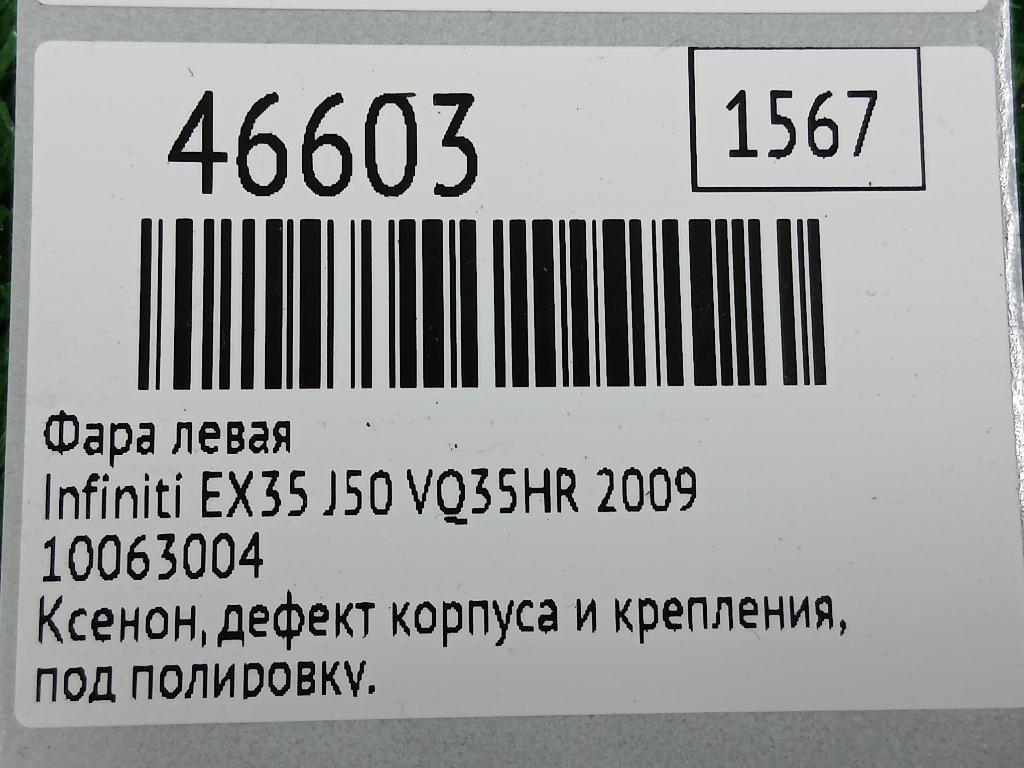 46603
1567
Фара левая
Infiniti EX35 J50 VQ35HR 2009
10063004
Ксенон, дефект корпуса и крепления,
под полировку.